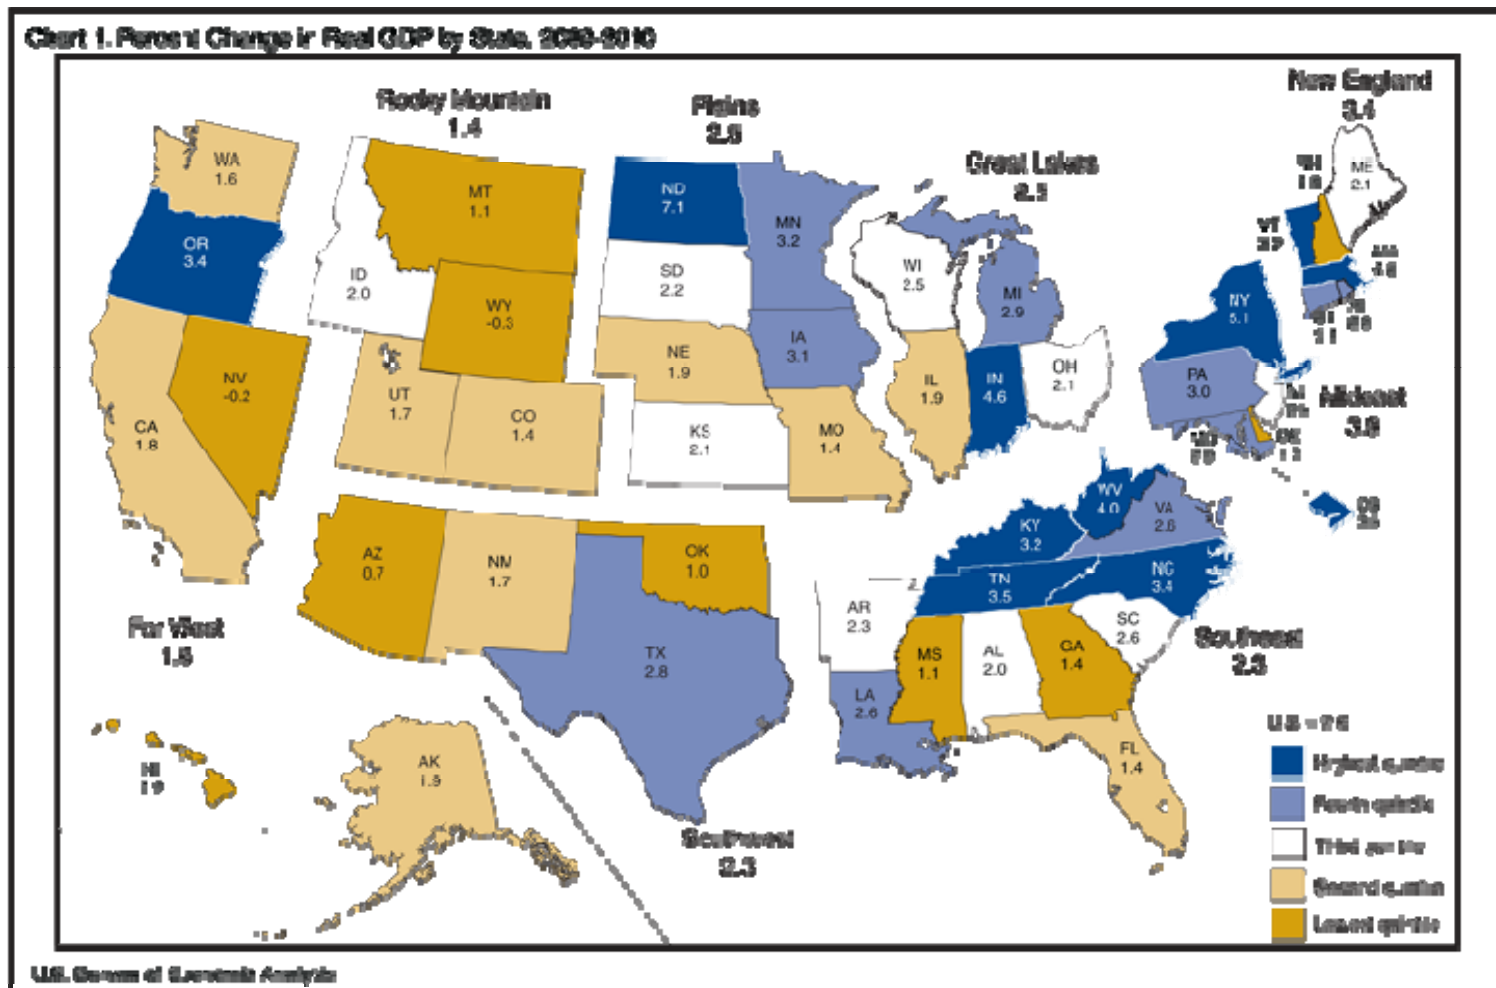 Chart 1. Percent Change in Real GDP by State, 2009-2010
Rocky Mountain
1.4
Plains
Great Lakes
New England
3.4
WA
1.6
OR
3.4
ID
2.0
MT
1.1
WY
-0.3
NV
-0.2
CA
1.8
UT
1.7
CO
1.4
ND
7.1
SD
2.2
NE
1.9
KS
2.1
MN
3.2
IA
3.1
MO
1.4
WI
2.5
MI
2.9
IL
1.9
IN
4.6
OH
2.1
ME
2.1
VT
NY
5.1
PA
3.0
Mideast
WV
4.0
VA
2.6
KY
3.2
TN
3.5
NC
3.4
SC
2.6
AR
2.3
LA
2.6
MS
1.1
AL
2.0
GA
1.4
FL
1.4
Southeast
2.3
AZ
0.7
NM
1.7
OK
1.0
TX
2.8
Southwest
Far West
HI
AK
U.S. =
Highest quintile
Fourth quintile
Third quintile
Second quintile
Lowest quintile
U.S. Bureau of Economic Analysis